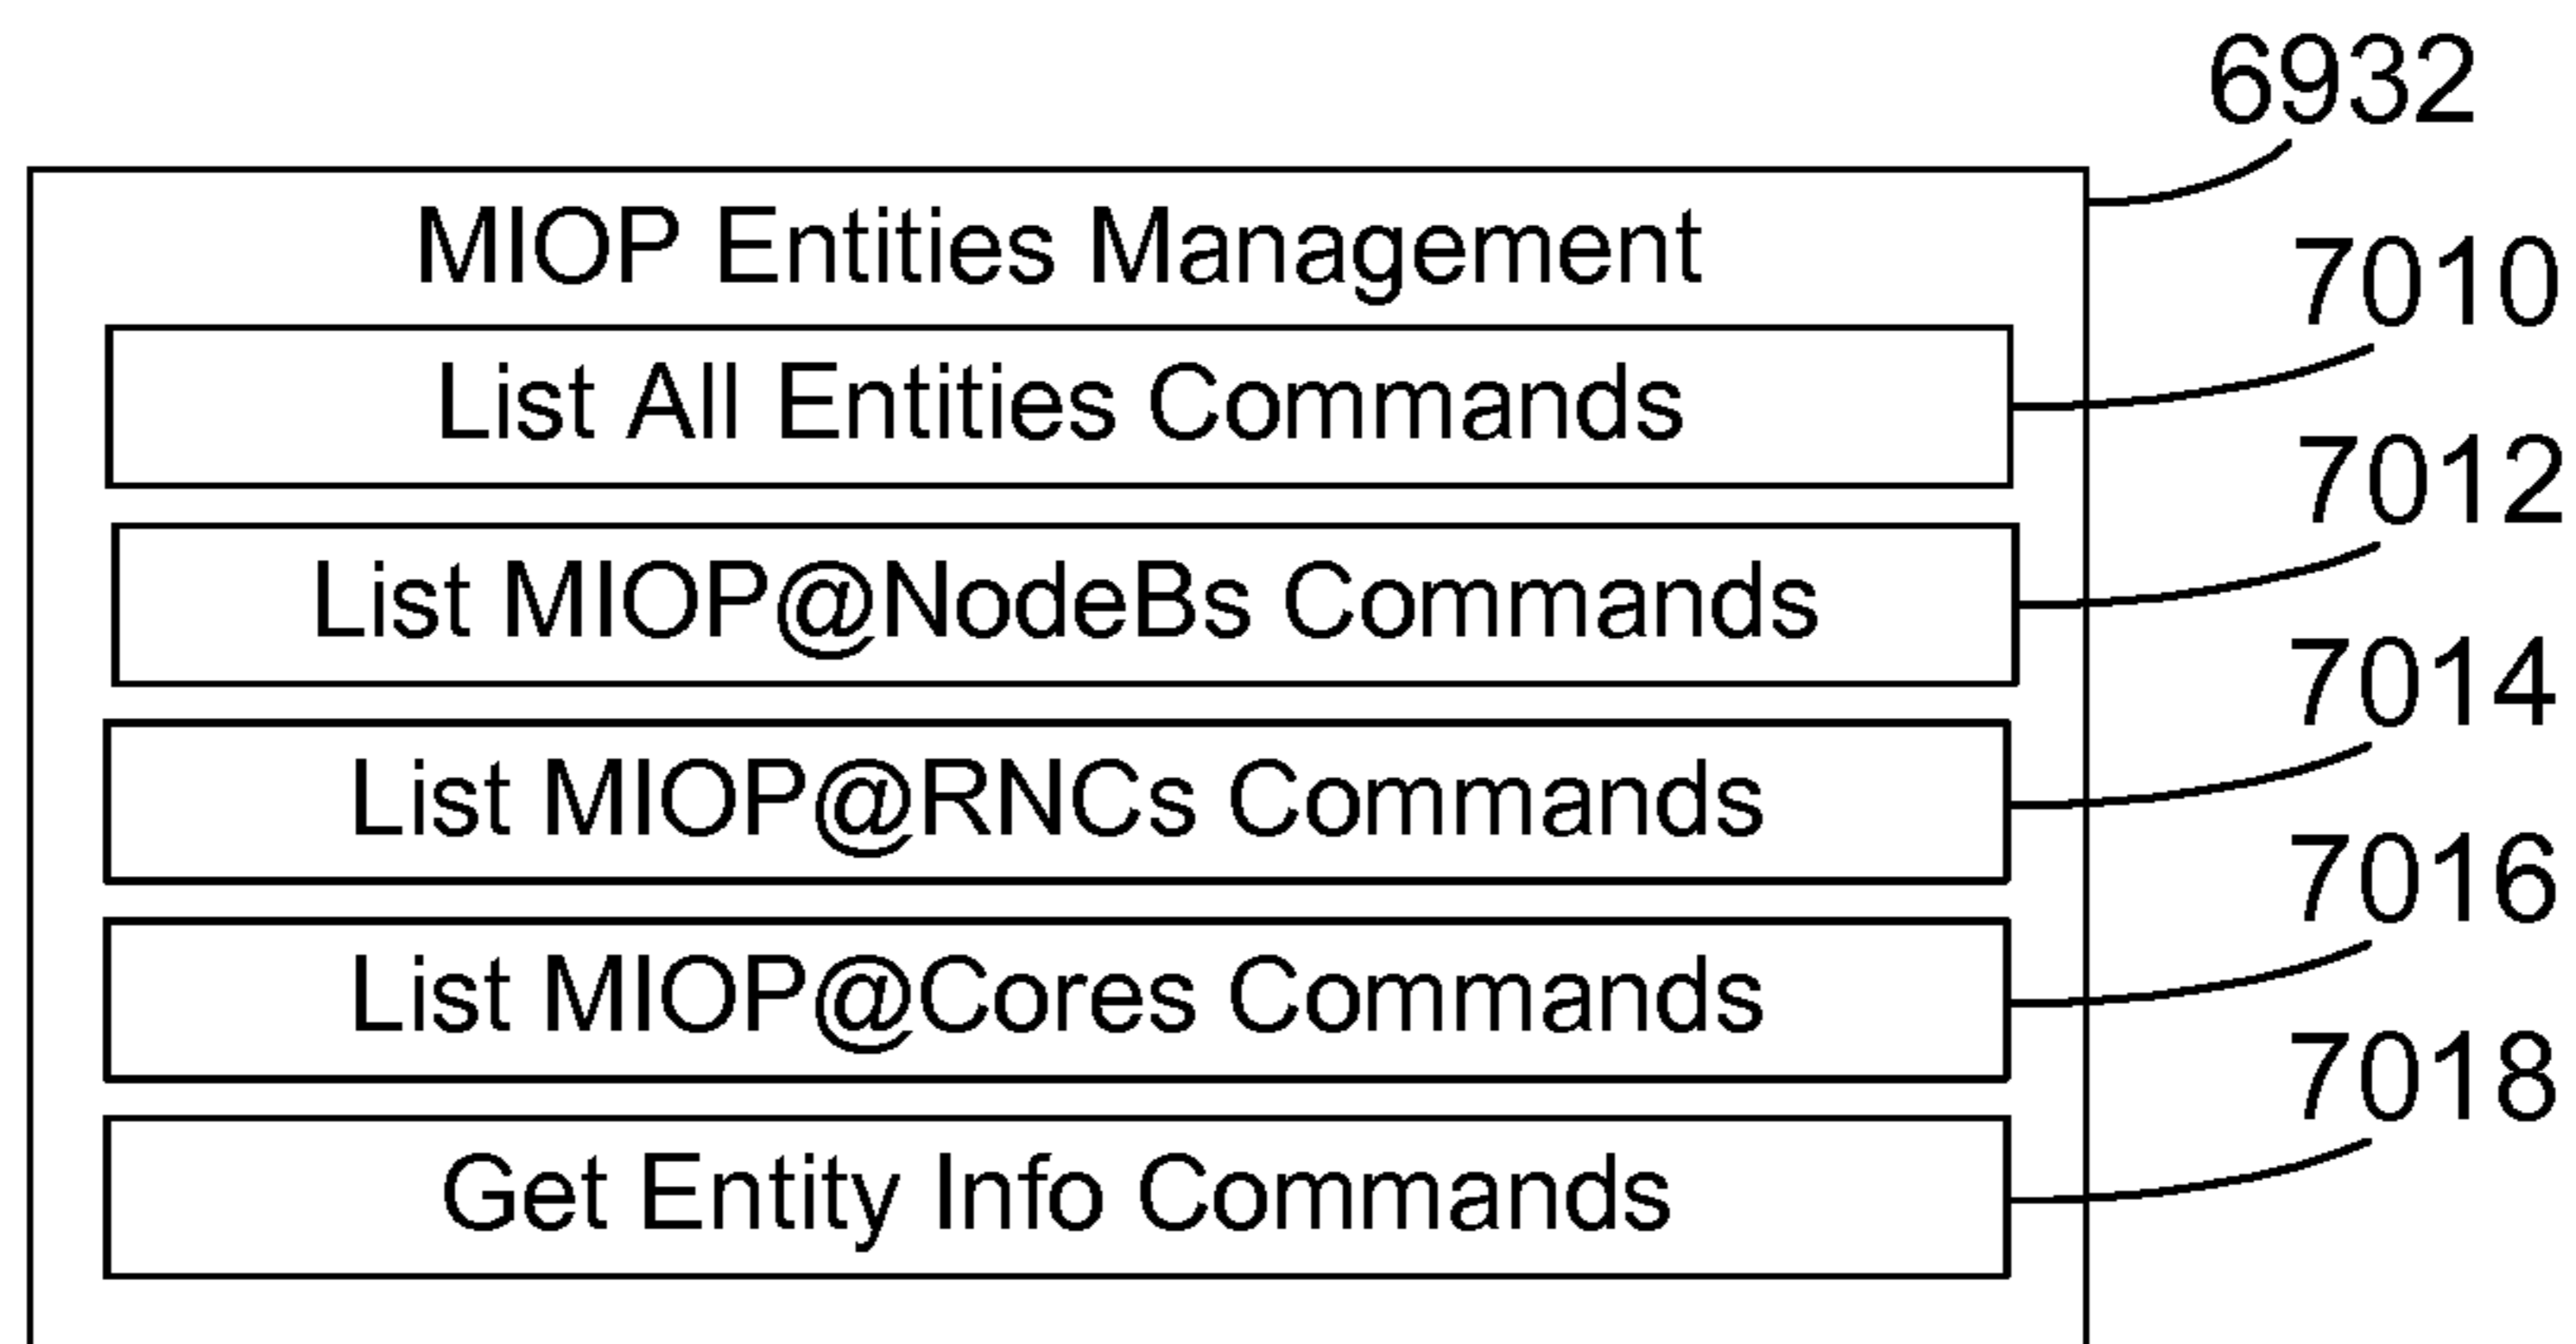 6932
MIOP Entities Management
7010
List All Entities Commands
7012
List MIOP@NodeBs Commands
7014
List MIOP@RNCs Commands
7016
List MIOP@Cores Commands
7018
Get Entity Info Commands